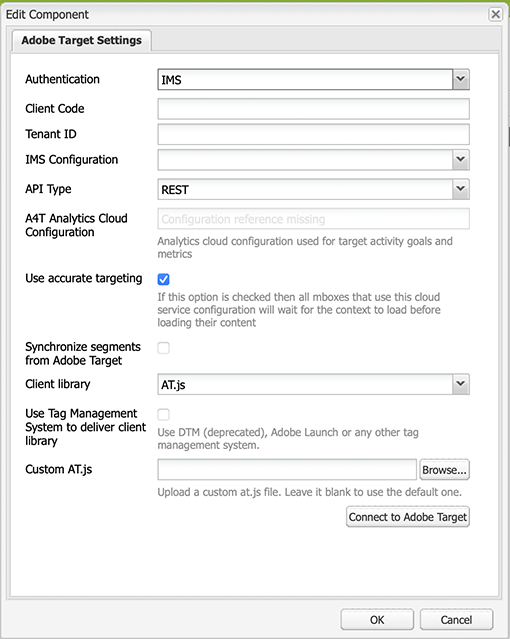 Edit Component
Adobe Target Settings
Authentication
IMS
Client Code
Tenant ID
IMS Configuration
API Type
REST
A4T Analytics Cloud
Configuration
Configuration reference missing
Analytics cloud configuration used for target activity goals and
metrics
Use accurate targeting
If this option is checked then all mboxes that use this cloud
service configuration will wait for the context to load before
loading their content
Synchronize segments
from Adobe Target
Client library
AT.js
Use Tag Management
System to deliver client
library
Use DTM (deprecated), Adobe Launch or any other tag
management system.
Custom AT.js
Browse...
Upload a custom at.js file. Leave it blank to use the default one.
Connect to Adobe Target
OK
Cancel